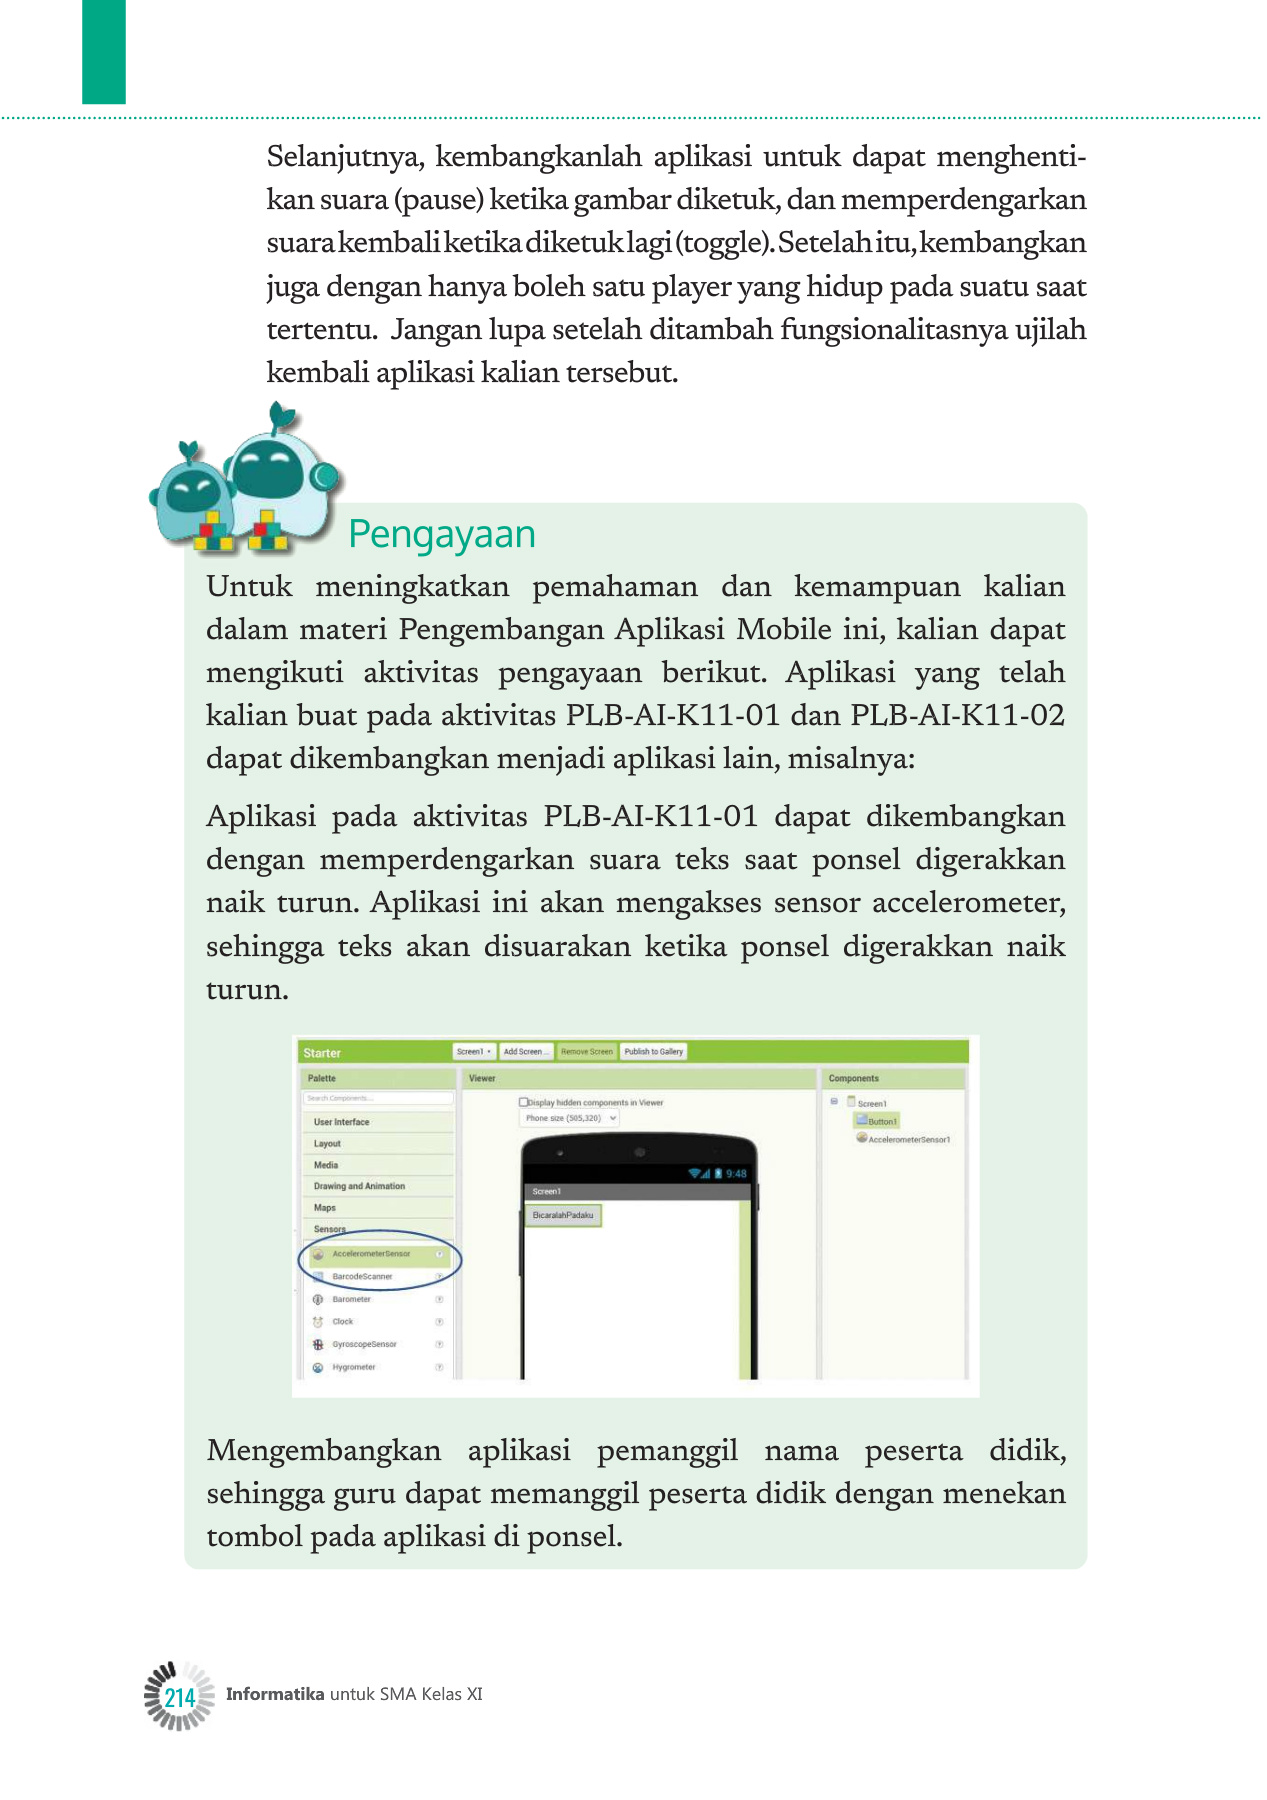 Selanjutnya, kembangkanlah aplikasi untuk dapat menghenti-
kan suara (pause) ketika gambar diketuk, dan memperdengarkan
suara kembali ketika diketuk lagi (toggle). Setelah itu, kembangkan
juga dengan hanya boleh satu player yang hidup pada suatu saat
tertentu. Jangan lupa setelah ditambah fungsionalitasnya ujilah
kembali aplikasi kalian tersebut.
Pengayaan
Untuk meningkatkan pemahaman dan kemampuan kalian
dalam materi Pengembangan Aplikasi Mobile ini, kalian dapat
mengikuti aktivitas pengayaan berikut. Aplikasi yang telah
kalian buat pada aktivitas PLB-AI-K11-01 dan PLB-AI-K11-02
dapat dikembangkan menjadi aplikasi lain, misalnya:
Aplikasi pada aktivitas PLB-AI-K11-01 dapat dikembangkan
dengan memperdengarkan suara teks saat ponsel digerakkan
naik turun. Aplikasi ini akan mengakses sensor accelerometer,
sehingga teks akan disuarakan ketika ponsel digerakkan naik
turun.
Starter
Screen1
Add Screen ...
Remove Screen
Publish to Gallery
Palette
Search Components...
User Interface
Layout
Media
Drawing and Animation
Maps
Sensors
AccelerometerSensor ?
BarcodeScanner ?
Barometer ?
Clock ?
GyroscopeSensor ?
Hygrometer ?
Viewer
Display hidden components in Viewer
Phone size (505,320)
9:48
Screen1
BicaralahPadaku
Components
Screen1
Button1
AccelerometerSensor1
Mengembangkan aplikasi pemanggil nama peserta didik,
sehingga guru dapat memanggil peserta didik dengan menekan
tombol pada aplikasi di ponsel.
214
Informatika untuk SMA Kelas XI